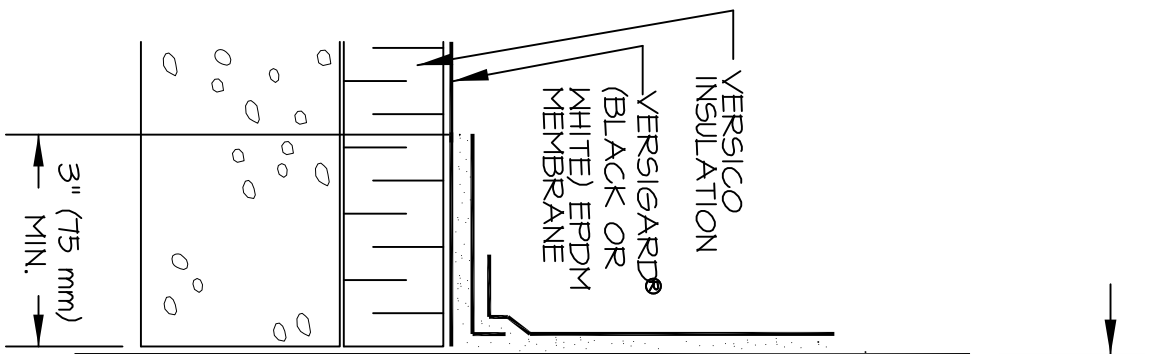 VERSICO
INSULATION
VERSIGARD®
(BLACK OR
WHITE) EPDM
MEMBRANE
3" (75 mm)
MIN.